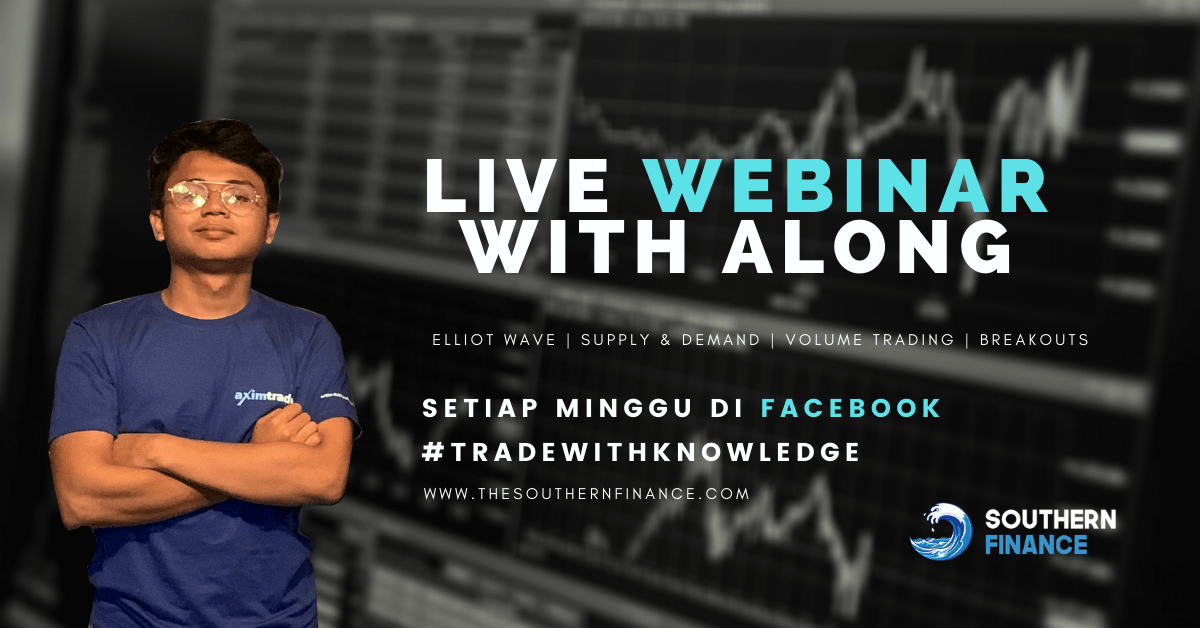 LIVE WEBINAR
WITH ALONG
ELLIOT WAVE | SUPPLY & DEMAND | VOLUME TRADING | BREAKOUTS
SETIAP MINGGU DI FACEBOOK
#TRADEWITHKNOWLEDGE
WWW.THESOUTHERNFINANCE.COM
aximtrade
SOUTHERN
FINANCE